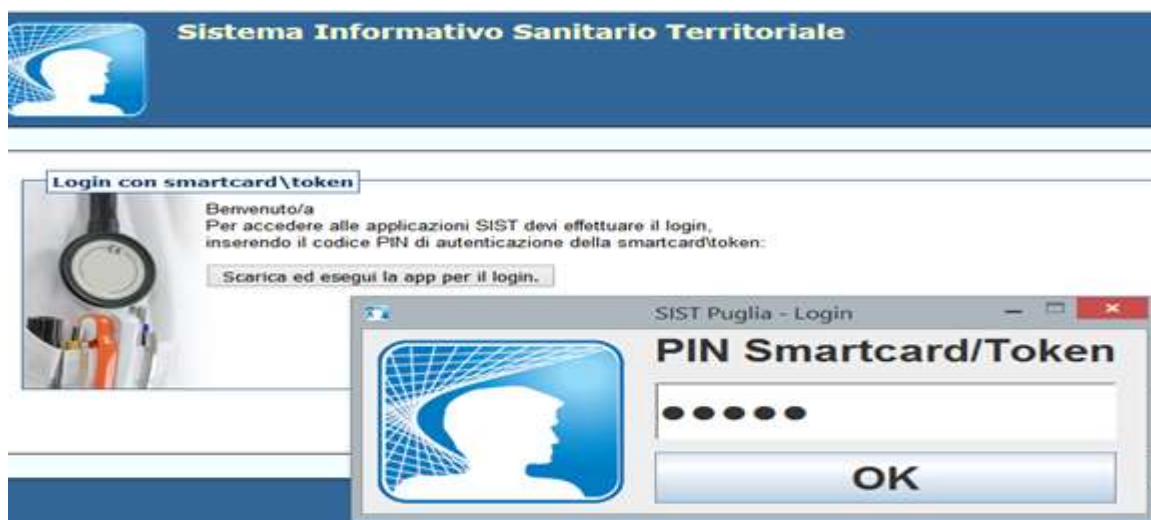 Sistema Informativo Sanitario Territoriale
Login con smartcard\token
Benvenuto/a
Per accedere alle applicazioni SIST devi effettuare il login,
inserendo il codice PIN di autenticazione della smartcard\token:
Scarica ed esegui la app per il login.
SIST Puglia - Login
PIN Smartcard/Token
●●●●●
OK